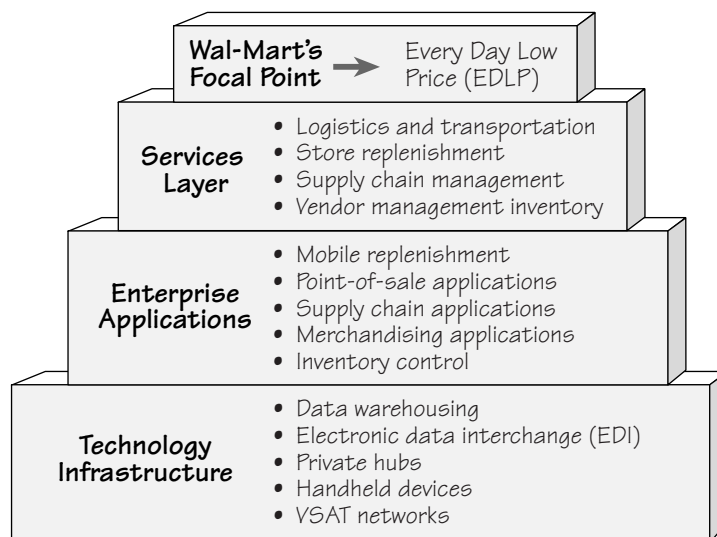 Wal-Mart's
Focal Point
Every Day Low
Price (EDLP)
Services
Layer
• Logistics and transportation
• Store replenishment
• Supply chain management
• Vendor management inventory
Enterprise
Applications
• Mobile replenishment
• Point-of-sale applications
• Supply chain applications
• Merchandising applications
• Inventory control
Technology
Infrastructure
• Data warehousing
• Electronic data interchange (EDI)
• Private hubs
• Handheld devices
• VSAT networks